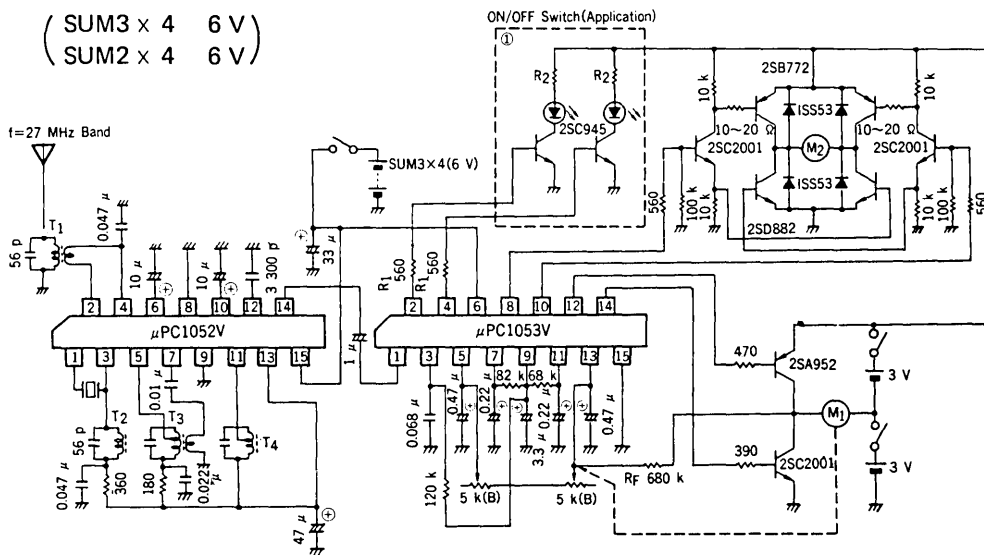 SUM3 × 4 6 V
SUM2 × 4 6 V
ON/OFF Switch(Application)
①
R2
R2
2SC945
2SB772
10 k
10 k
ISS53
10~20 Ω
10~20 Ω
2SC2001
M2
2SC2001
ISS53
560
100 k
10 k
2SD882
10 k
100 k
560
f=27 MHz Band
SUM3×4(6 V)
T1
0.047 μ
56 p
10 μ
10 μ
3 300 p
33 μ
R1
560
R1
560
2
4
6
8
10
12
14
μPC1052V
1
3
5
7
9
11
13
15
1 μ
2
4
6
8
10
12
14
μPC1053V
1
3
5
7
9
11
13
15
0.01 μ
T2
T3
T4
56 p
0.047 μ
360
180
0.022 μ
47 μ
0.068 μ
0.47 μ
0.22 μ
82 k
68 k
3.3 μ
0.22 μ
0.47 μ
120 k
5 k(B)
5 k(B)
RF 680 k
470
2SA952
M1
3 V
390
2SC2001
3 V